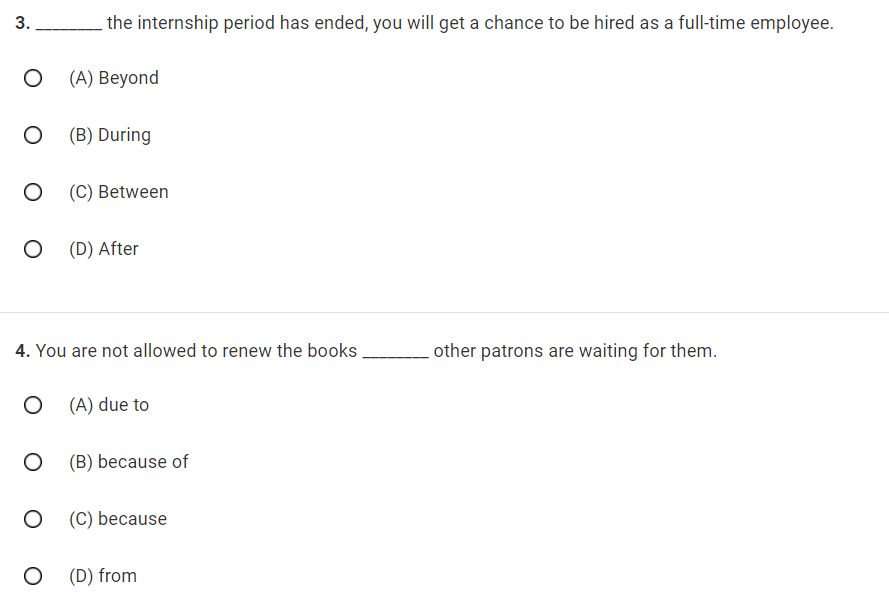 3. ________ the internship period has ended, you will get a chance to be hired as a full-time employee.
(A) Beyond
(B) During
(C) Between
(D) After
4. You are not allowed to renew the books ________ other patrons are waiting for them.
(A) due to
(B) because of
(C) because
(D) from